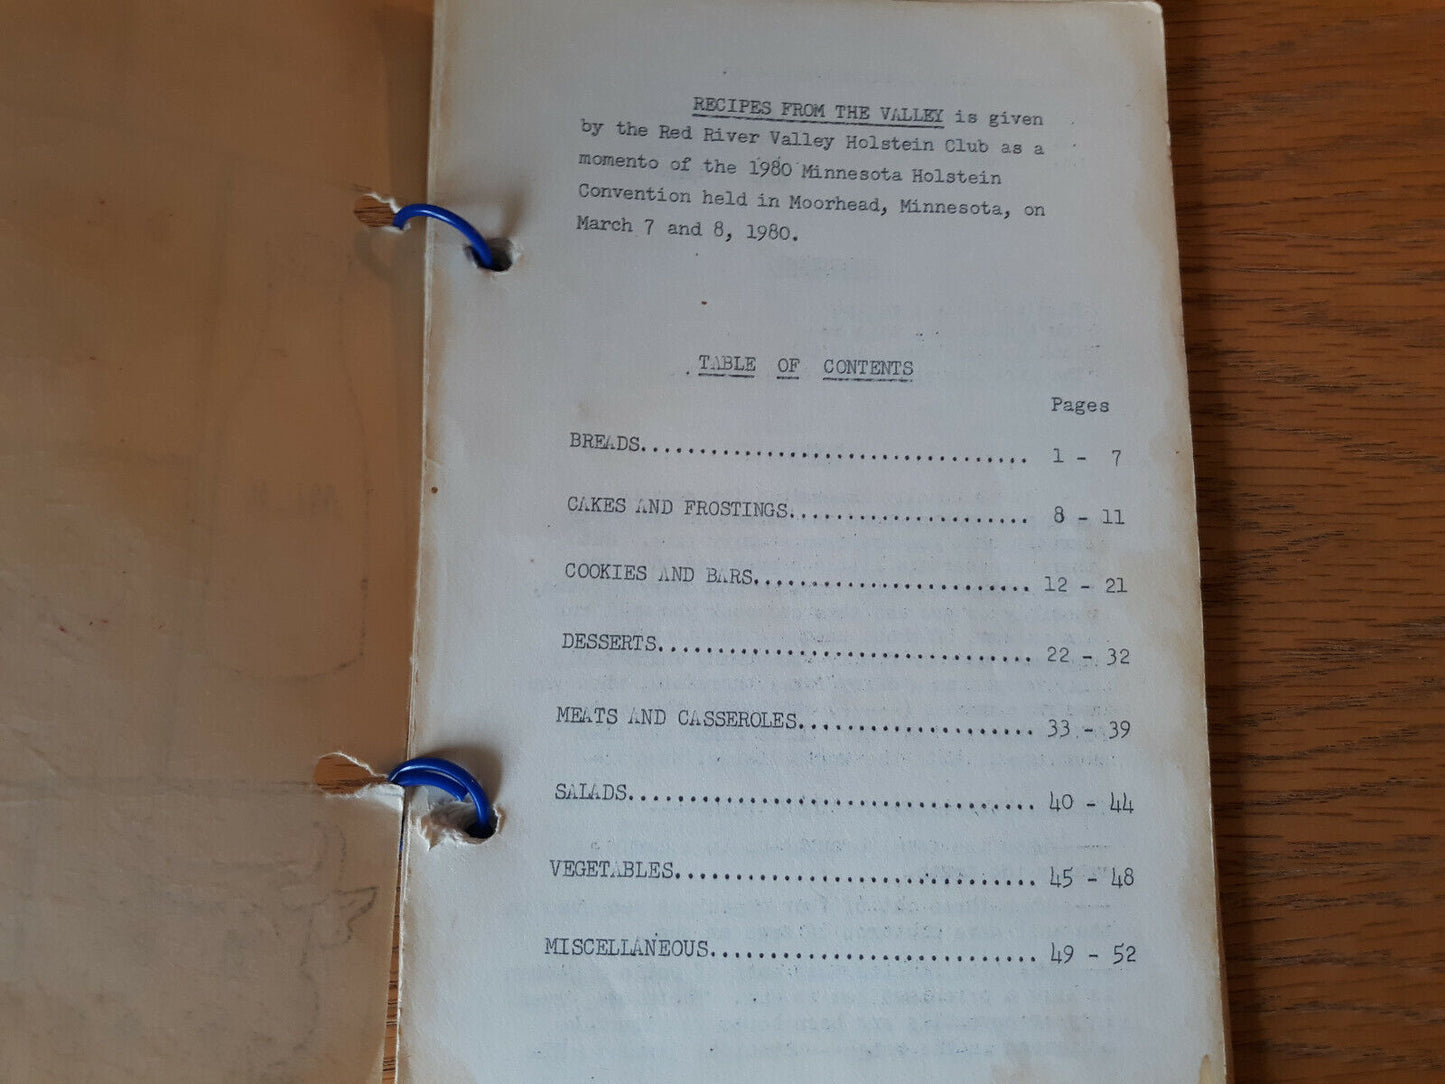 RECIPES FROM THE VALLEY is given
by the Red River Valley Holstein Club as a
momento of the 1980 Minnesota Holstein
Convention held in Moorhead, Minnesota, on
March 7 and 8, 1980.
TABLE OF CONTENTS
Pages
BREADS................................. 1 - 7
CAKES AND FROSTINGS..................... 8 - 11
COOKIES AND BARS........................ 12 - 21
DESSERTS................................ 22 - 32
MEATS AND CASSEROLES.................... 33 - 39
SALADS.................................. 40 - 44
VEGETABLES.............................. 45 - 48
MISCELLANEOUS........................... 49 - 52